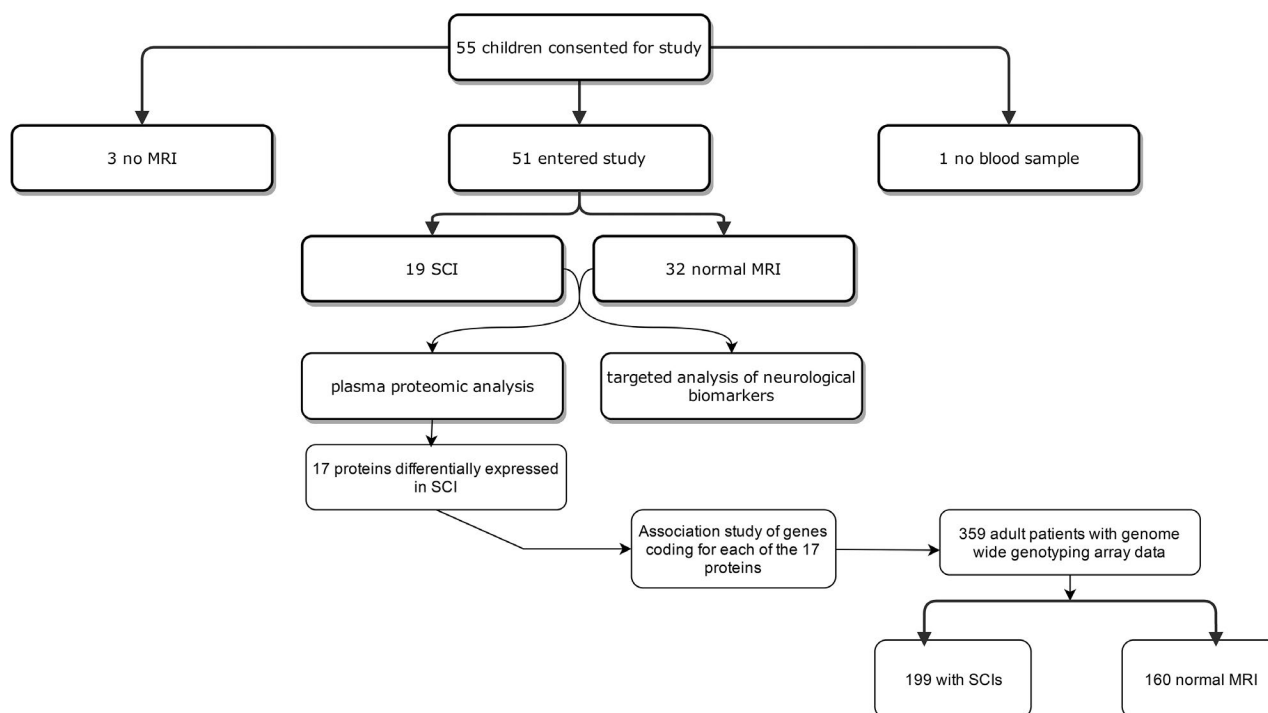 55 children consented for study
3 no MRI
51 entered study
1 no blood sample
19 SCI
32 normal MRI
plasma proteomic analysis
targeted analysis of neurological
biomarkers
17 proteins differentially expressed
in SCI
Association study of genes
coding for each of the 17
proteins
359 adult patients with genome
wide genotyping array data
199 with SCIs
160 normal MRI